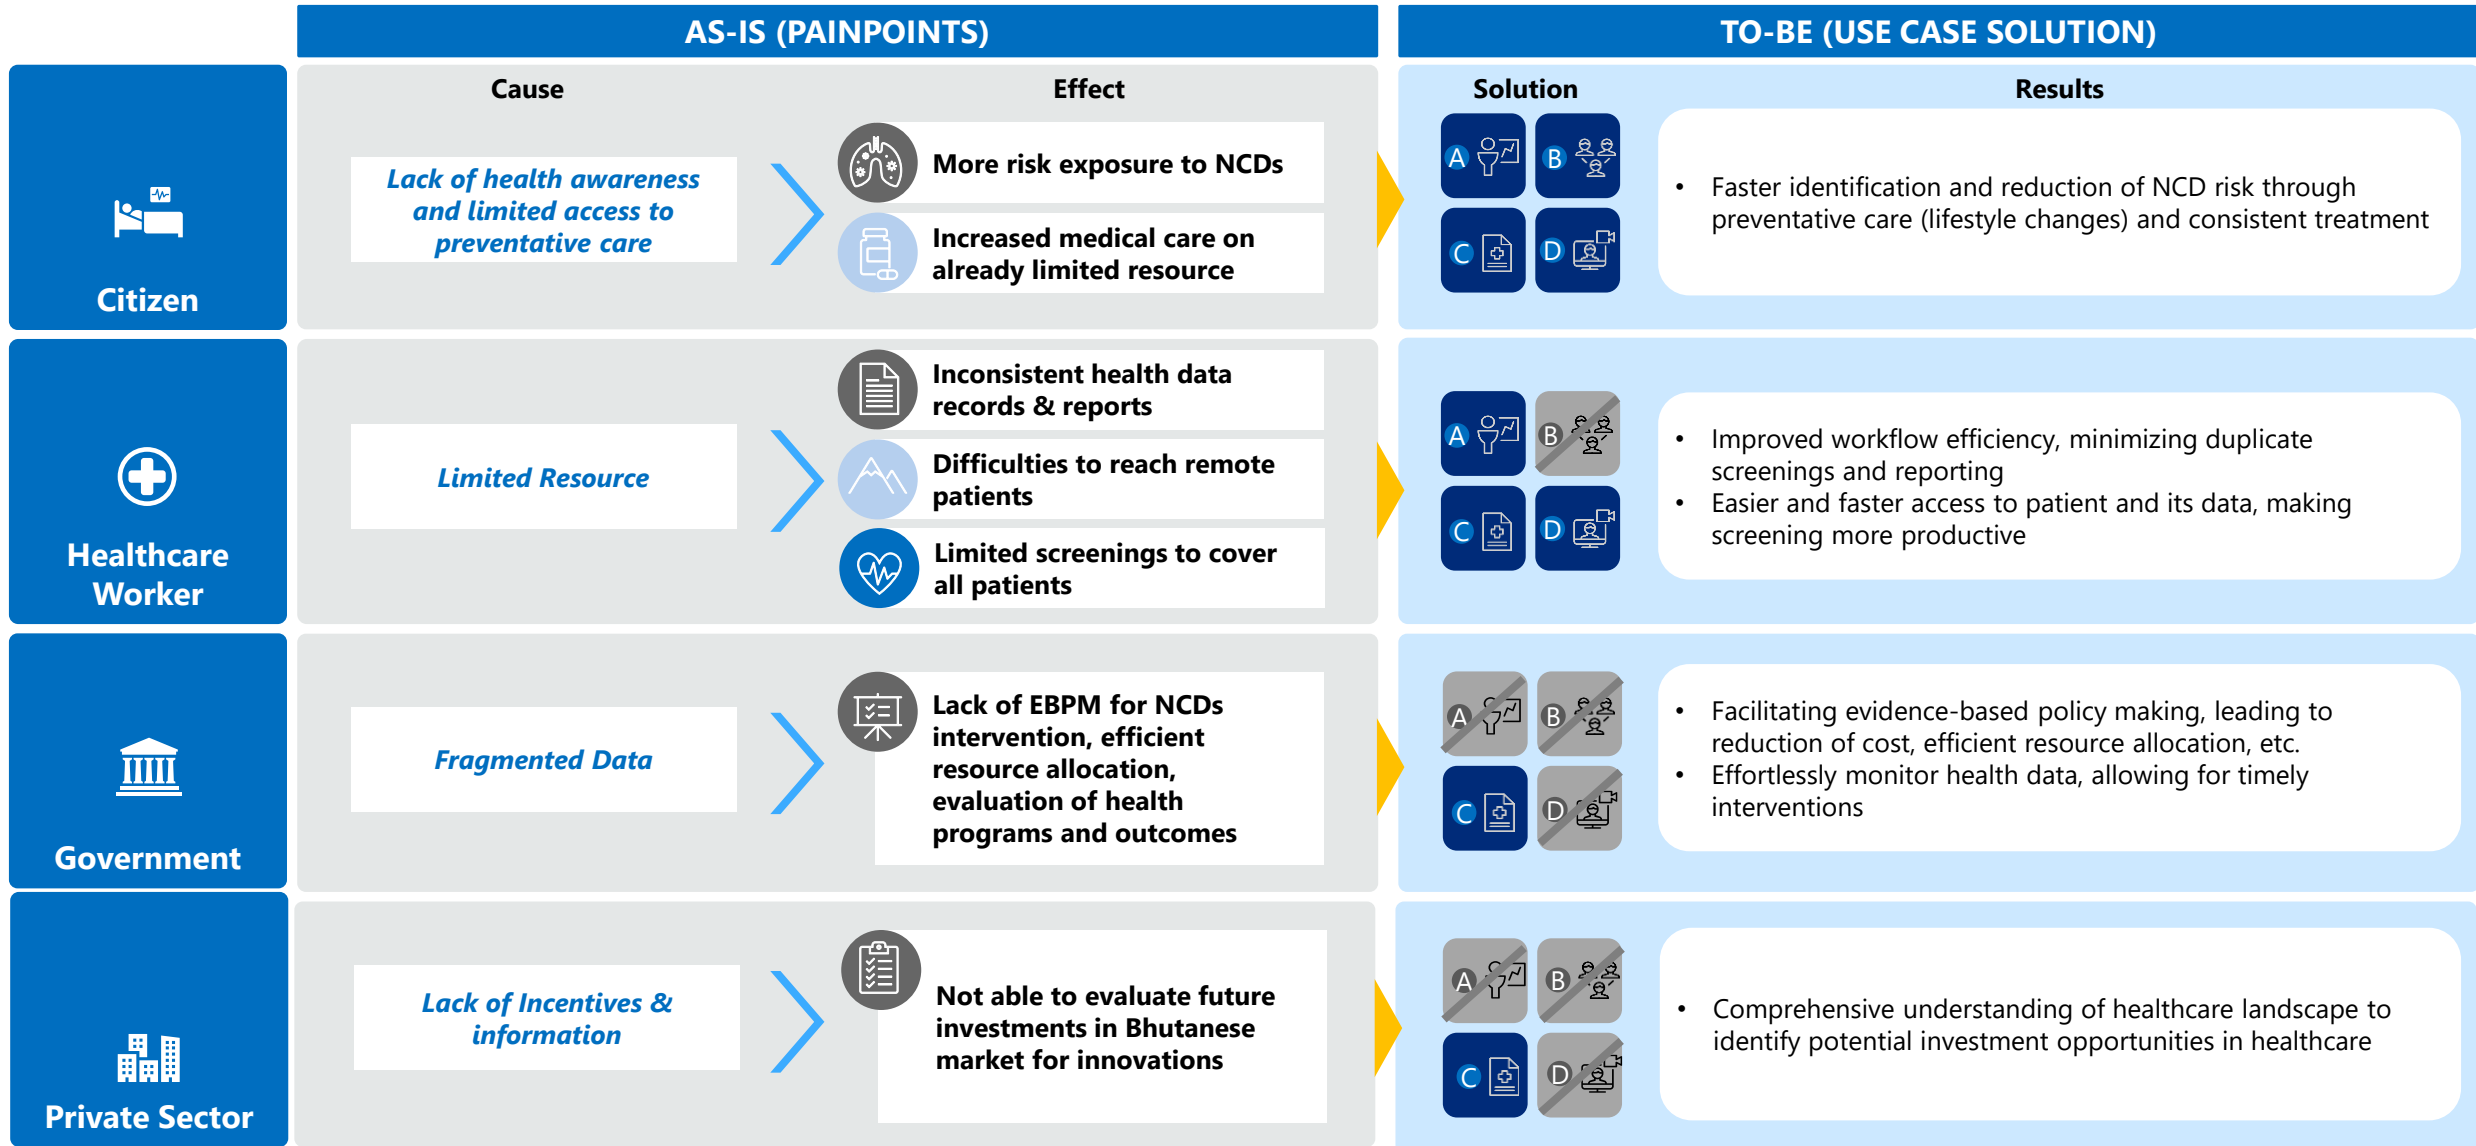 AS-IS (PAINPOINTS)
TO-BE (USE CASE SOLUTION)
Citizen
Cause
Effect
Lack of health awareness
and limited access to
preventative care
More risk exposure to NCDs
Increased medical care on
already limited resource
Solution
Results
A
B
C
D
• Faster identification and reduction of NCD risk through
preventative care (lifestyle changes) and consistent treatment
Healthcare
Worker
Limited Resource
Inconsistent health data
records & reports
Difficulties to reach remote
patients
Limited screenings to cover
all patients
A
B
C
D
• Improved workflow efficiency, minimizing duplicate
screenings and reporting
• Easier and faster access to patient and its data, making
screening more productive
Government
Fragmented Data
Lack of EBPM for NCDs
intervention, efficient
resource allocation,
evaluation of health
programs and outcomes
A
B
C
D
• Facilitating evidence-based policy making, leading to
reduction of cost, efficient resource allocation, etc.
• Effortlessly monitor health data, allowing for timely
interventions
Private Sector
Lack of Incentives &
information
Not able to evaluate future
investments in Bhutanese
market for innovations
A
B
C
D
• Comprehensive understanding of healthcare landscape to
identify potential investment opportunities in healthcare